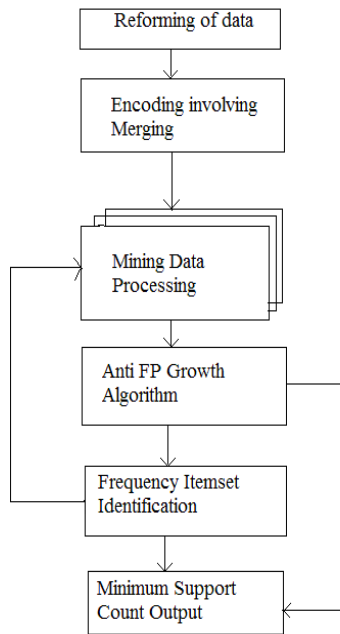 Reforming of data
Encoding involving
Merging
Mining Data
Processing
Anti FP Growth
Algorithm
Frequency Itemset
Identification
Minimum Support
Count Output